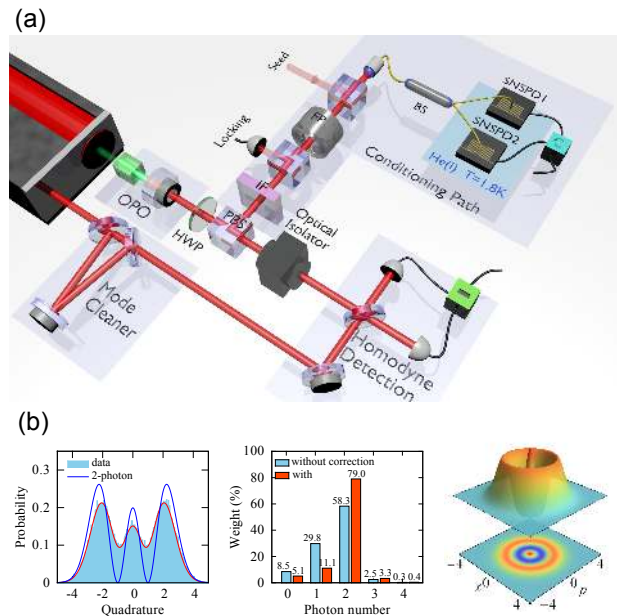 (a)
Seed
BS
SNSPD1
SNSPD2
He(l) T=1.8K
FP
Locking
IF
Conditioning Path
OPO
HWP
PBS
Optical
Isolator
Mode
Cleaner
Homodyne
Detection
(b)
data
2-photon
Probability
0.3
0.2
0.1
0
-4
-2
0
2
4
Quadrature
without correction
with
Weight (%)
100
80
60
40
20
0
8.5
5.1
29.8
11.1
58.3
79.0
2.5
3.3
0.3
0.4
0
1
2
3
4
Photon number
-4
0
4
x
-4
0
4
p